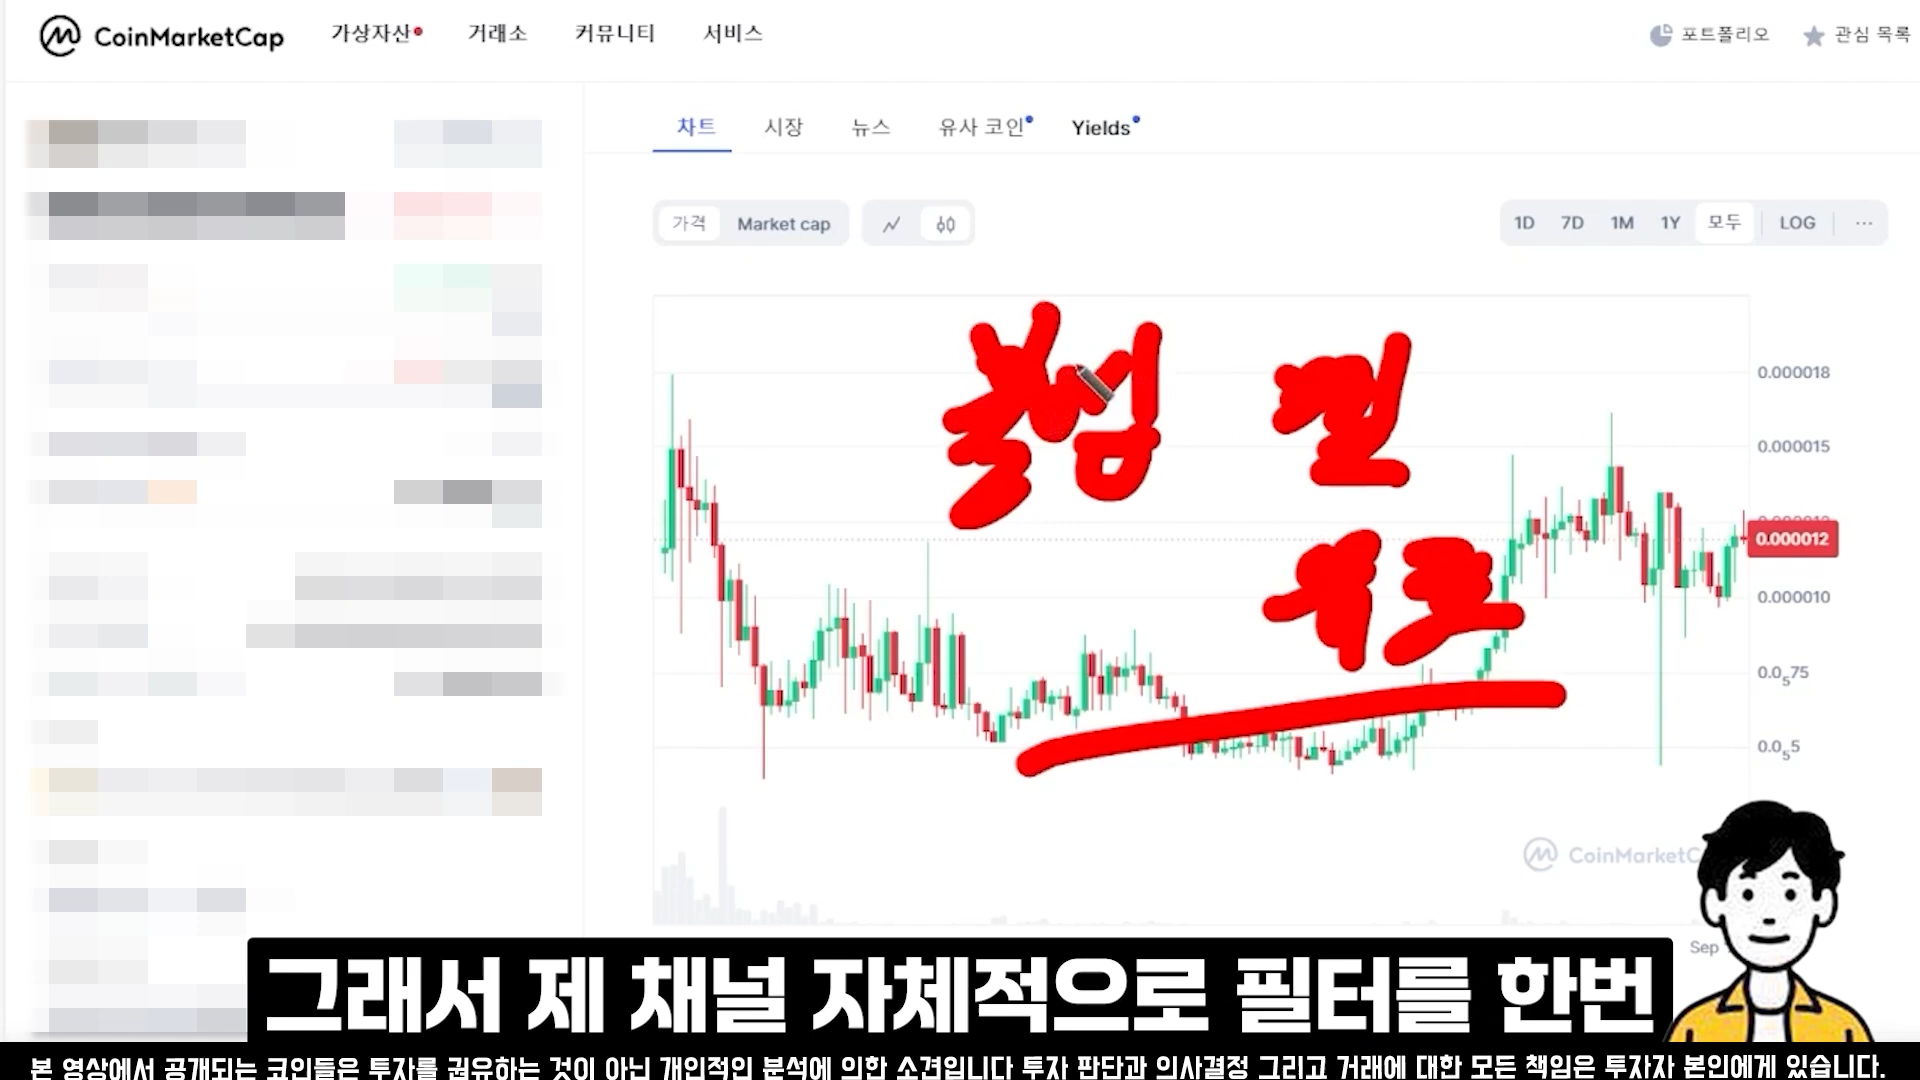 CoinMarketCap 가상자산 거래소 커뮤니티 서비스 포트폴리오 관심 목록
차트 시장 뉴스 유사 코인 Yields
가격 Market cap 1D 7D 1M 1Y 모두 LOG ...
불법
0.000018
0.000015
0.000012
0.000010
0.0₅75
0.0₅5
Sep
그래서 제 채널 자체적으로 필터를 한번
본 영상에서 공개되는 코인들은 투자를 권유하는 것이 아닌 개인적인 분석에 의한 소견입니다 투자 판단과 의사결정 그리고 거래에 대한 모든 책임은 투자자 본인에게 있습니다.